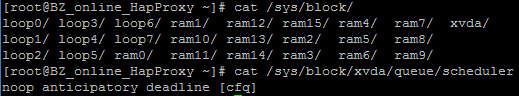 [root@BZ_online_HapProxy ~]# cat /sys/block/
loop0/ loop3/ loop6/ ram1/ ram12/ ram15/ ram4/ ram7/ xvda/
loop1/ loop4/ loop7/ ram10/ ram13/ ram2/ ram5/ ram8/
loop2/ loop5/ ram0/ ram11/ ram14/ ram3/ ram6/ ram9/
[root@BZ_online_HapProxy ~]# cat /sys/block/xvda/queue/scheduler
noop anticipatory deadline [cfq]